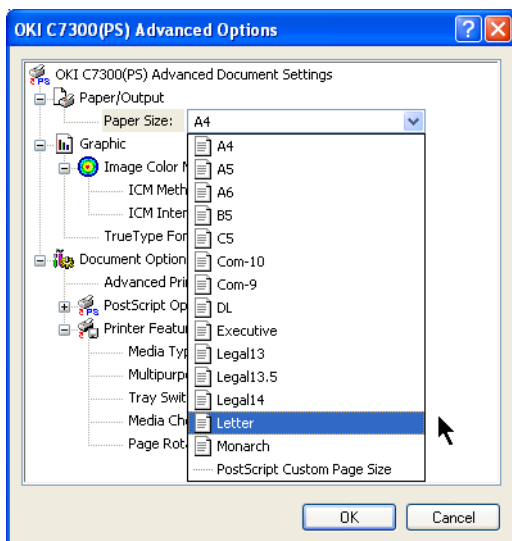 OKI C7300(PS) Advanced Options
OKI C7300(PS) Advanced Document Settings
Paper/Output
Paper Size: A4
Graphic
A4
A5
Image Color
A6
ICM Meth
B5
ICM Inter
C5
TrueType For
Com-10
Document Option
Com-9
Advanced Pri
DL
PostScript Op
Executive
Printer Featu
Legal13
Media Typ
Legal13.5
Multipurp
Legal14
Tray Swit
Letter
Media Ch
Monarch
Page Rot
PostScript Custom Page Size
OK Cancel